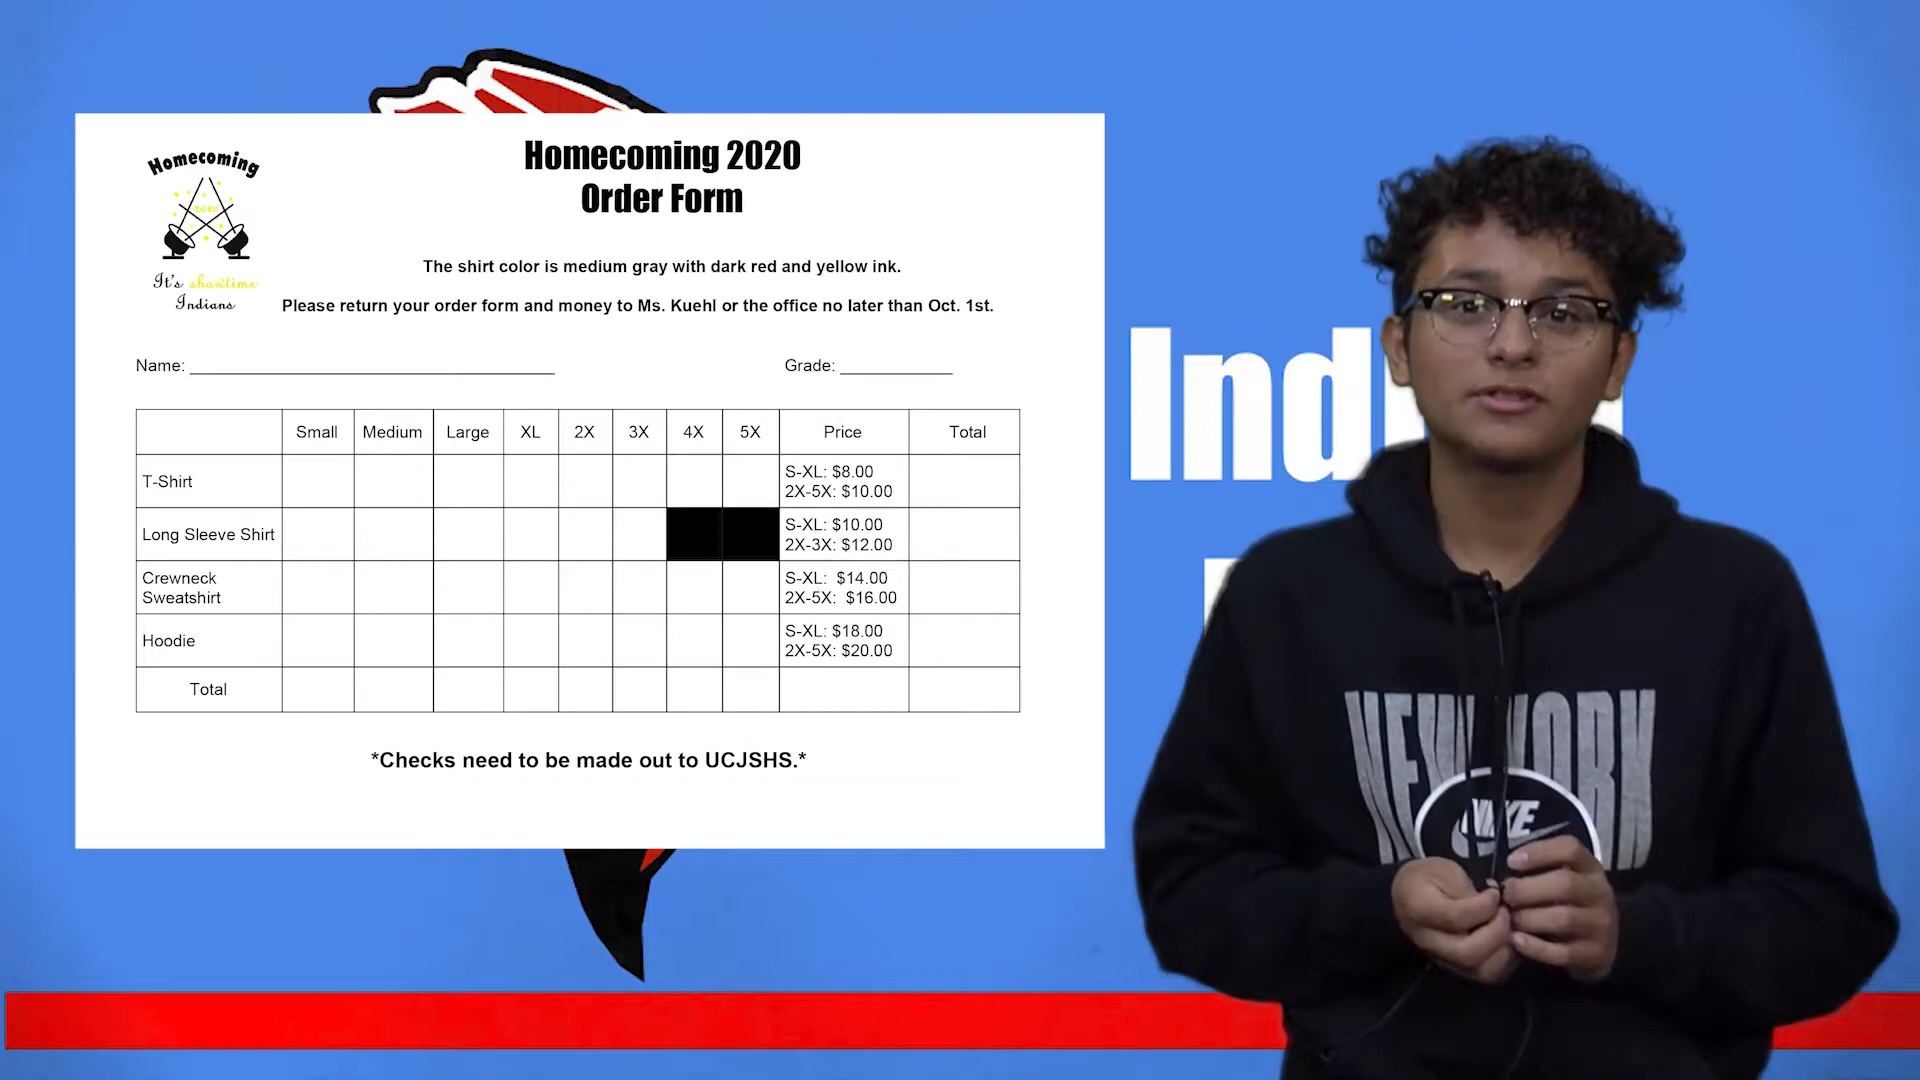 Homecoming 2020
Order Form
Homecoming
2020
It's showtime
Indians
The shirt color is medium gray with dark red and yellow ink.
Please return your order form and money to Ms. Kuehl or the office no later than Oct. 1st.
Name:
Grade:
Small Medium Large XL 2X 3X 4X 5X Price Total
T-Shirt S-XL: $8.00
2X-5X: $10.00
Long Sleeve Shirt S-XL: $10.00
2X-3X: $12.00
Crewneck S-XL: $14.00
Sweatshirt 2X-5X: $16.00
Hoodie S-XL: $18.00
2X-5X: $20.00
Total
*Checks need to be made out to UCJSHS.*
NEW YORK
NIKE